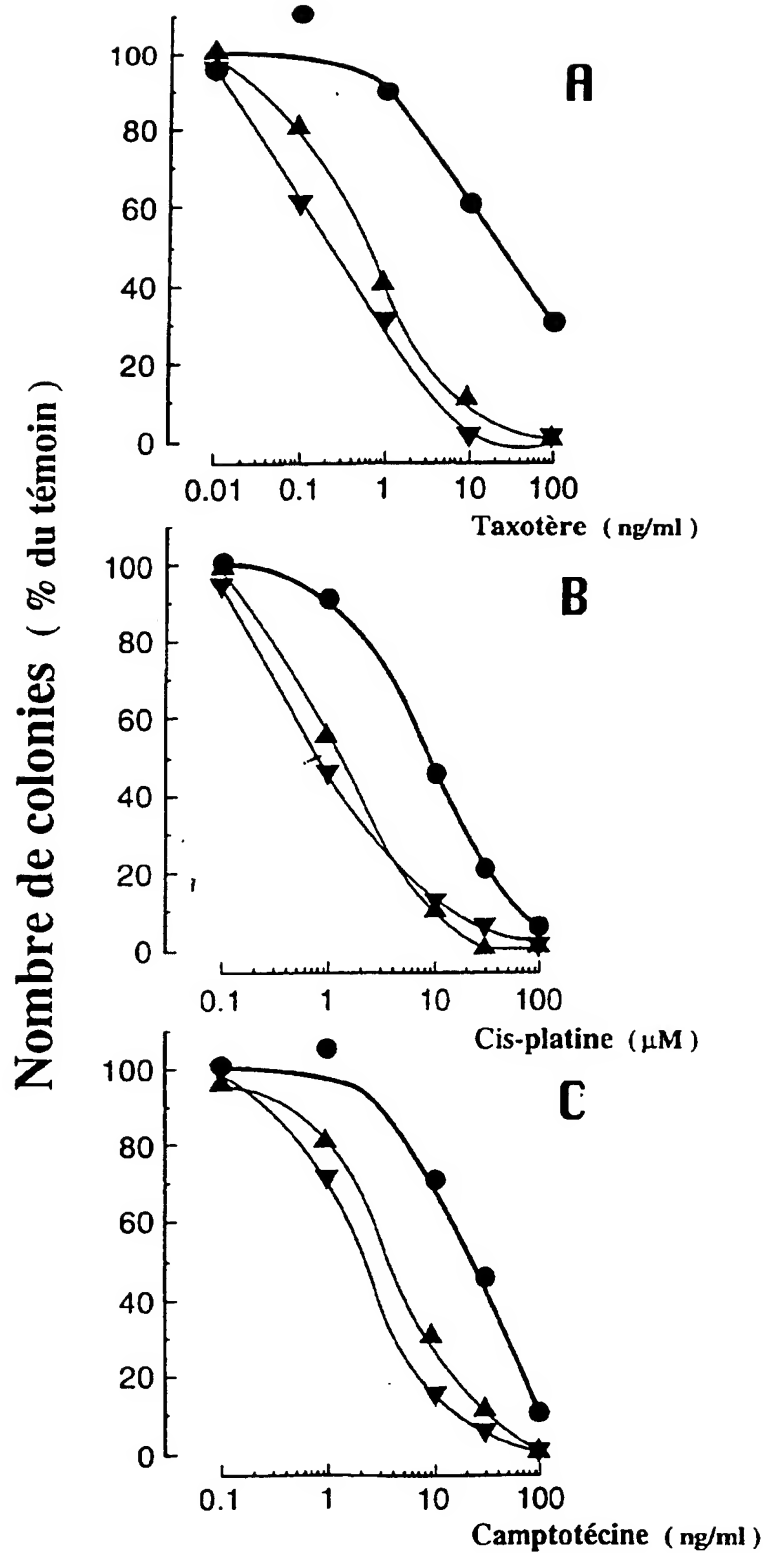 A
100
80
60
40
20
0
0.01 0.1 1 10 100
Taxotère ( ng/ml )
Nombre de colonies ( % du témoin )
B
100
80
60
40
20
0
0.1 1 10 100
Cis-platine ( µM )
C
100
80
60
40
20
0
0.1 1 10 100
Camptotécine ( ng/ml )